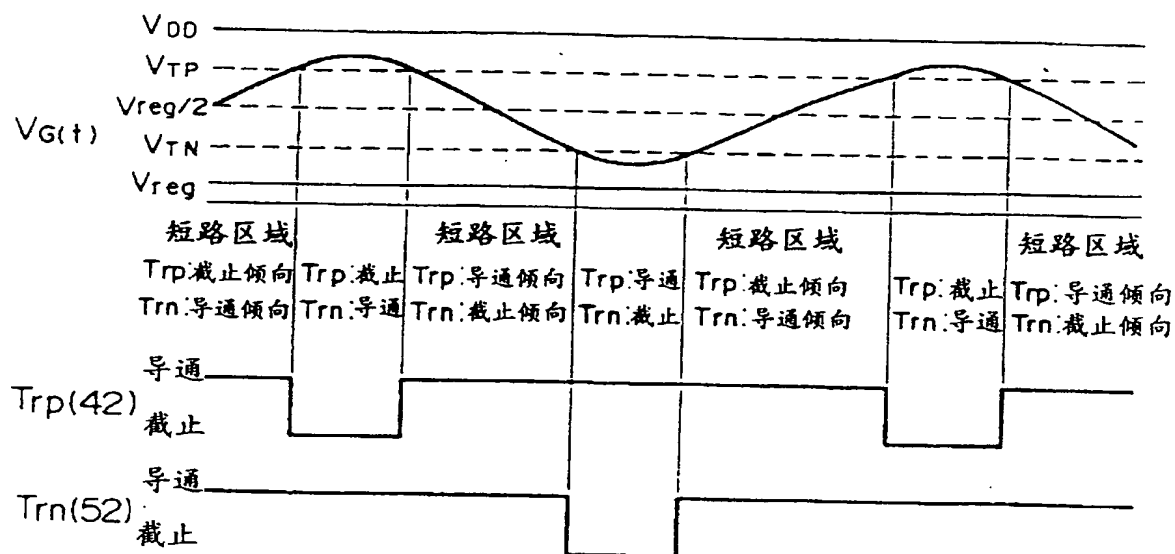 VDD
VTP
Vreg/2
VG(t)
VTN
Vreg
短路区域 短路区域 短路区域 短路区域
Trp:截止倾向 Trp:截止 Trp:导通倾向 Trp:导通 Trp:截止倾向 Trp:截止 Trp:导通倾向
Trn:导通倾向 Trn:导通 Trn:截止倾向 Trn:截止 Trn:导通倾向 Trn:导通 Trn:截止倾向
导通
Trp(42)
截止
导通
Trn(52)
截止